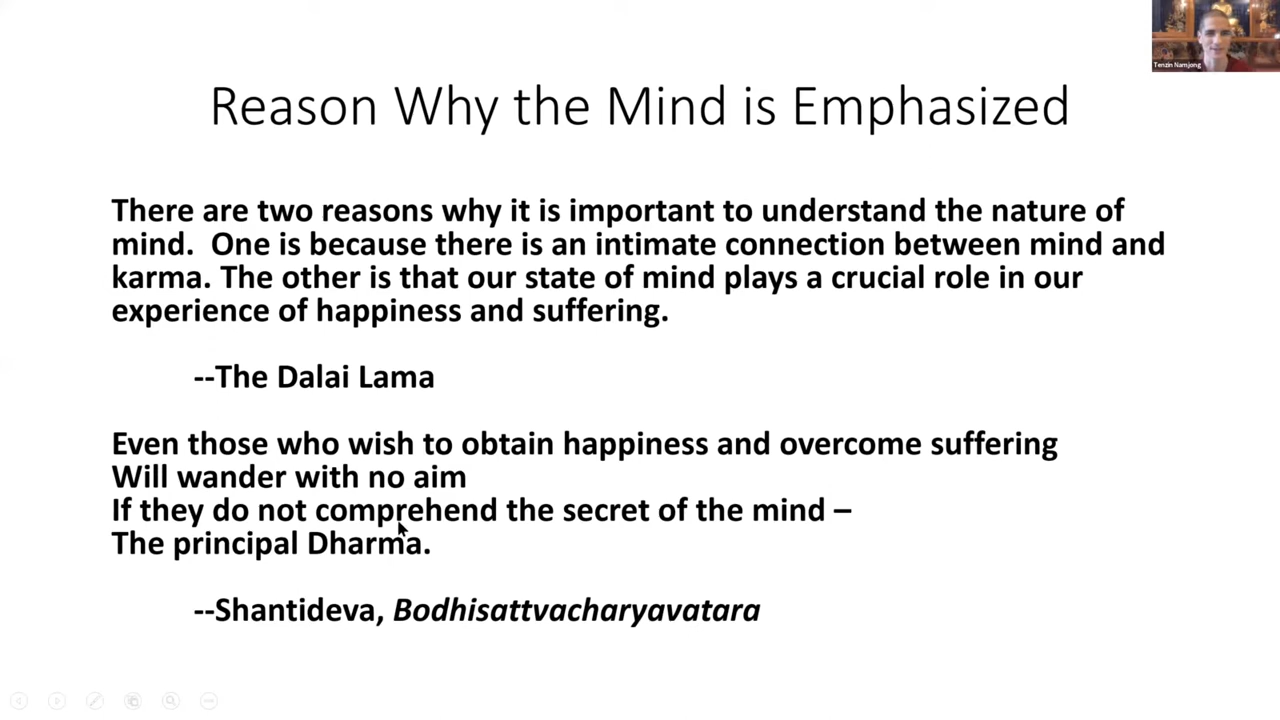 Tenzin Namjong
Reason Why the Mind is Emphasized
There are two reasons why it is important to understand the nature of
mind.  One is because there is an intimate connection between mind and
karma. The other is that our state of mind plays a crucial role in our
experience of happiness and suffering.
--The Dalai Lama
Even those who wish to obtain happiness and overcome suffering
Will wander with no aim
If they do not comprehend the secret of the mind –
The principal Dharma.
--Shantideva, Bodhisattvacharyavatara